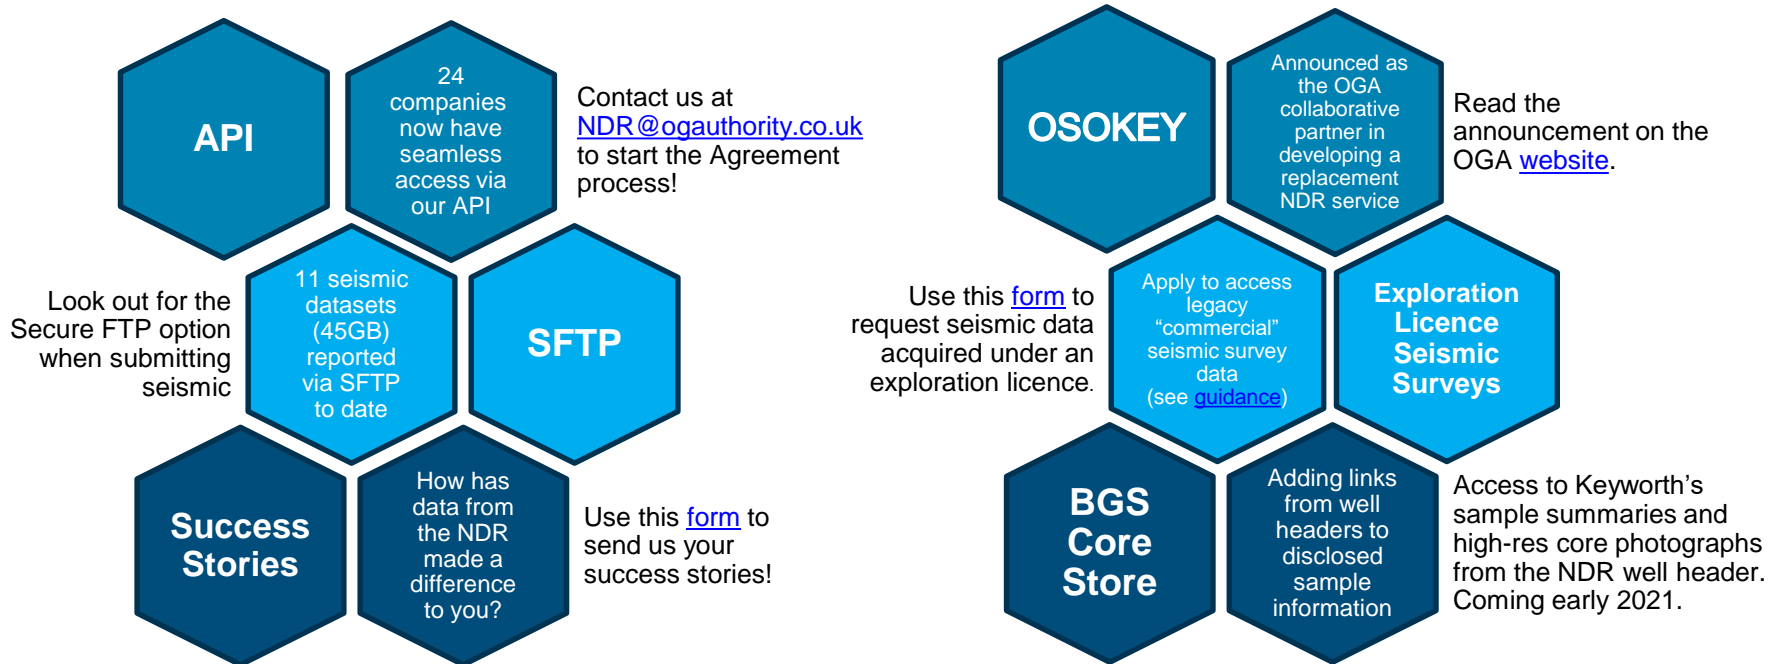 API
24
companies
now have
seamless
access via
our API
Contact us at
NDR@ogauthority.co.uk
to start the Agreement
process!
Look out for the
Secure FTP option
when submitting
seismic
11 seismic
datasets
(45GB)
reported
via SFTP
to date
SFTP
Success
Stories
How has
data from
the NDR
made a
difference
to you?
Use this form to
send us your
success stories!
OSOKEY
Announced as
the OGA
collaborative
partner in
developing a
replacement
NDR service
Read the
announcement on the
OGA website.
Use this form to
request seismic data
acquired under an
exploration licence.
Apply to access
legacy
“commercial”
seismic survey
data
(see guidance)
Exploration
Licence
Seismic
Surveys
BGS
Core
Store
Adding links
from well
headers to
disclosed
sample
information
Access to Keyworth’s
sample summaries and
high-res core photographs
from the NDR well header.
Coming early 2021.